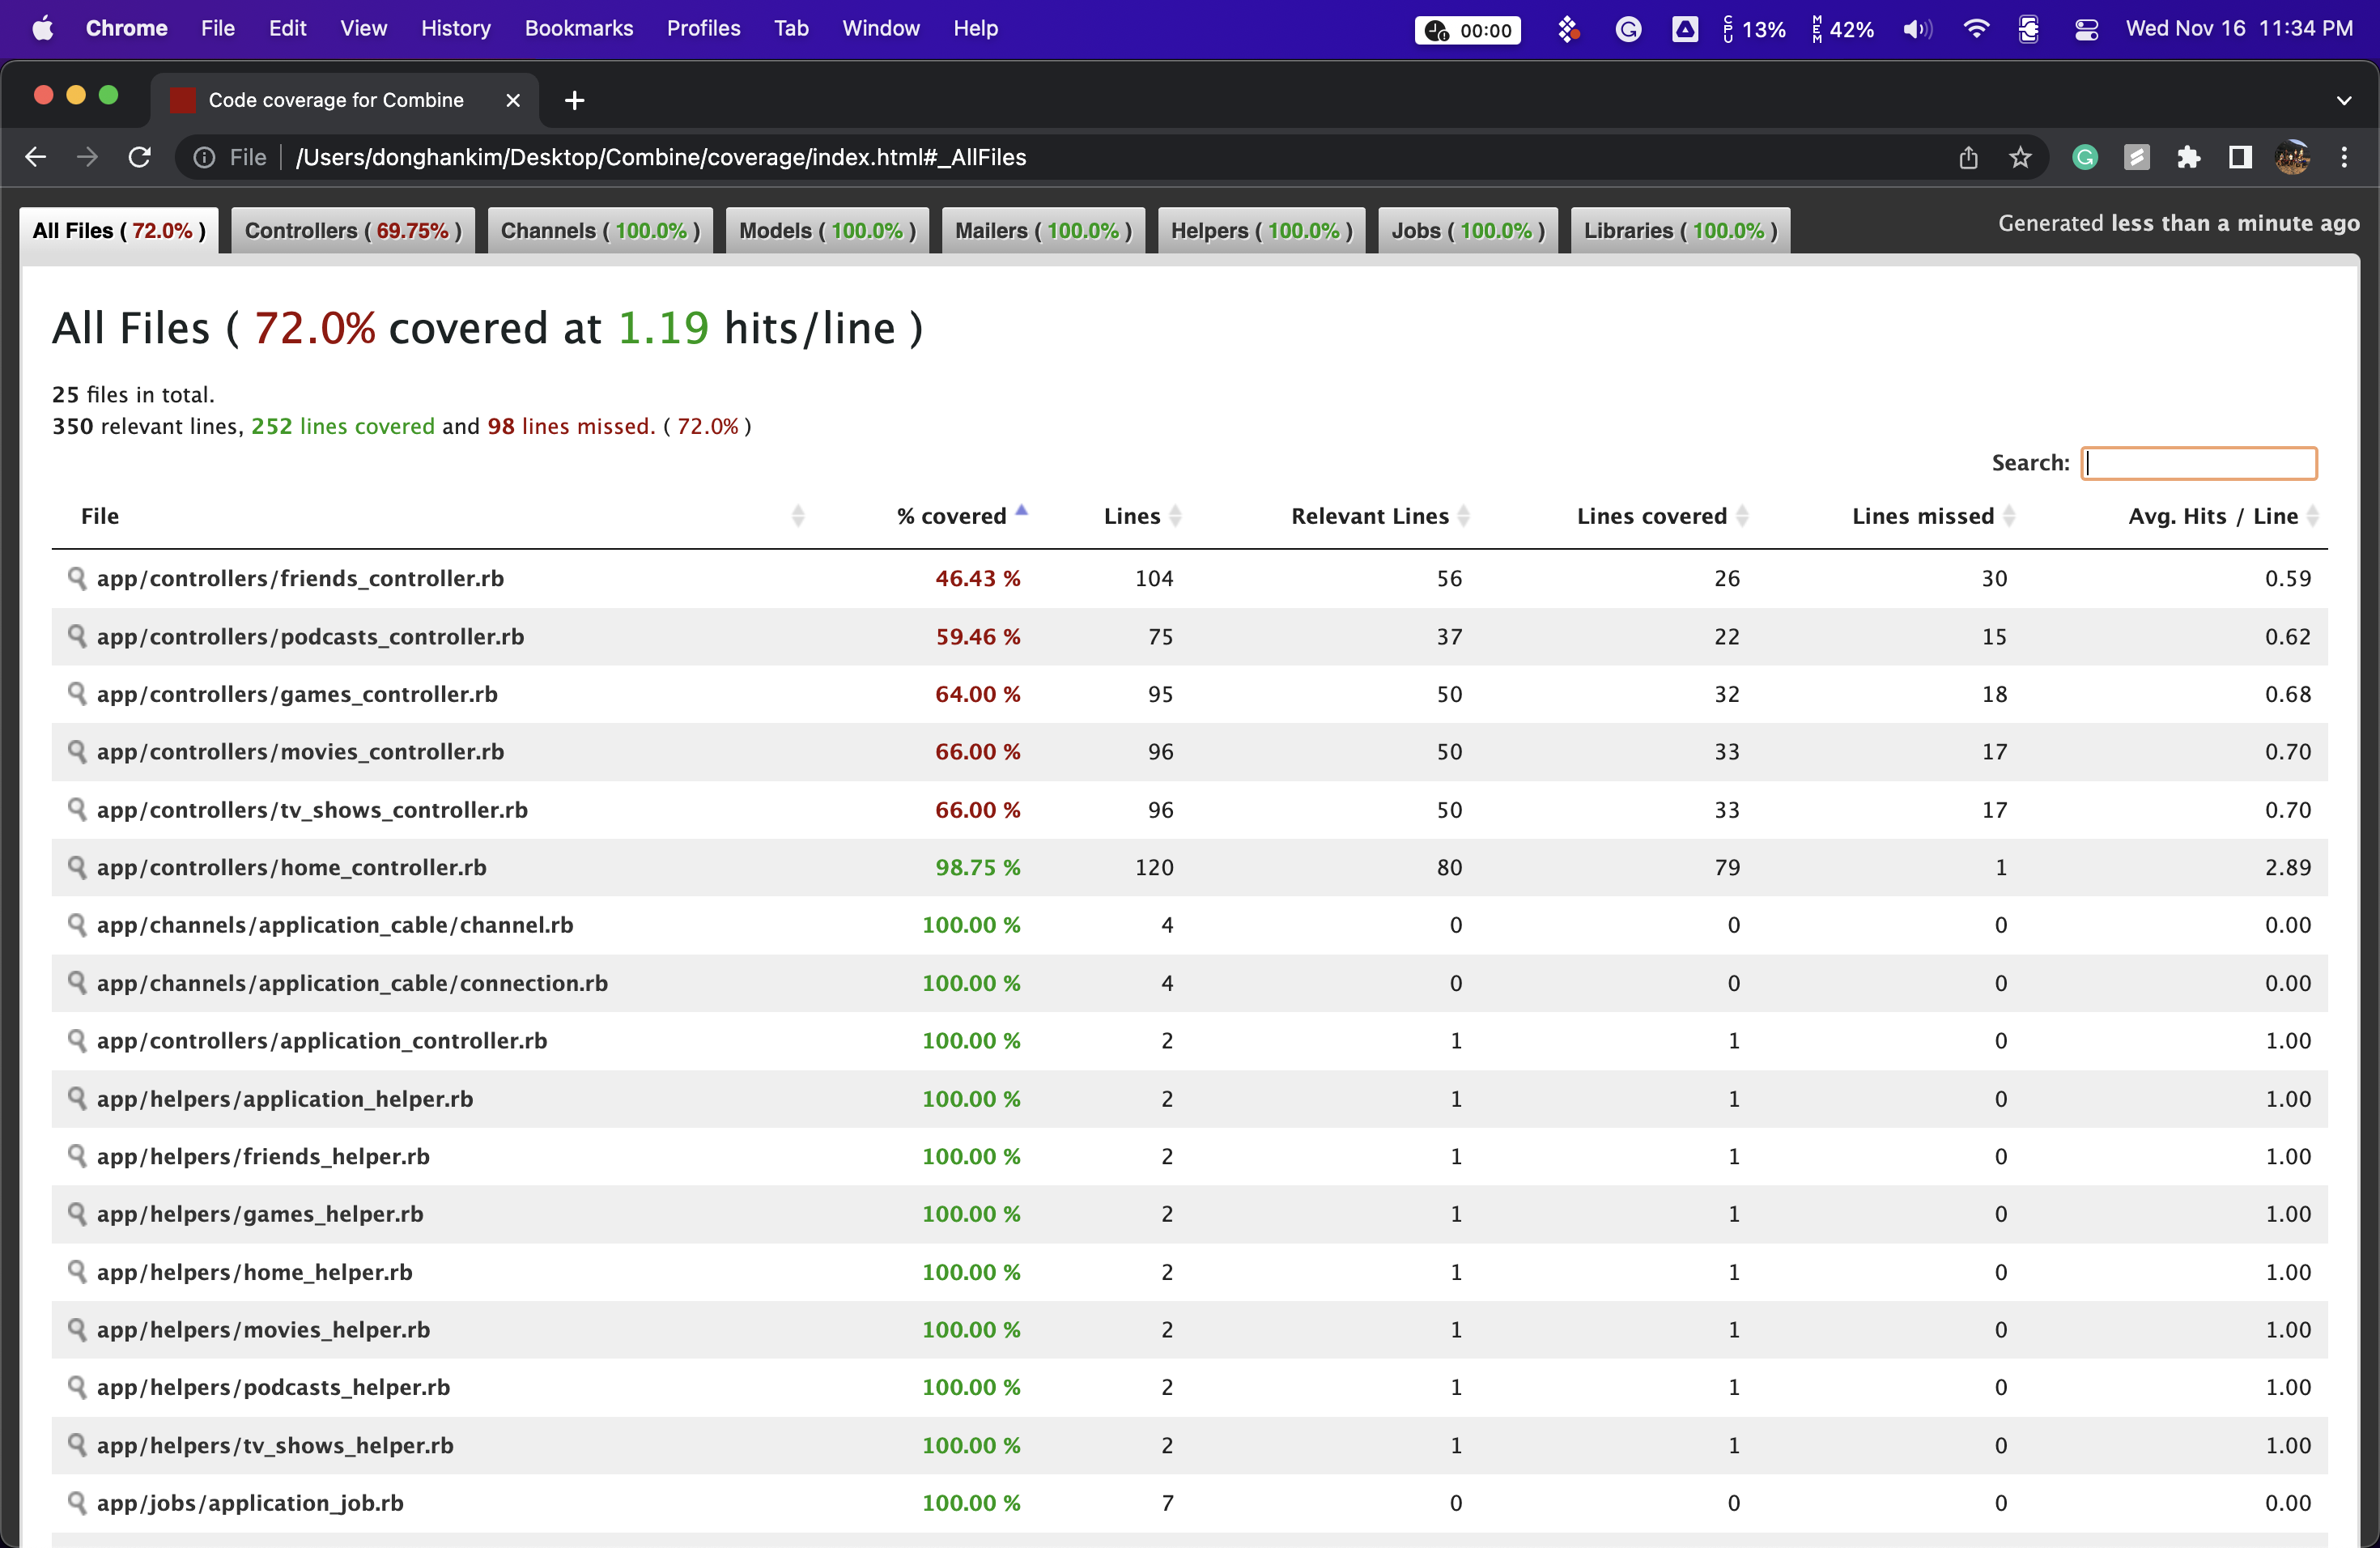 Chrome File Edit View History Bookmarks Profiles Tab Window Help 00:00 CPU 13% MEM 42% Wed Nov 16 11:34 PM
Code coverage for Combine
File /Users/donghankim/Desktop/Combine/coverage/index.html#_AllFiles
All Files ( 72.0% ) Controllers ( 69.75% ) Channels ( 100.0% ) Models ( 100.0% ) Mailers ( 100.0% ) Helpers ( 100.0% ) Jobs ( 100.0% ) Libraries ( 100.0% ) Generated less than a minute ago
All Files ( 72.0% covered at 1.19 hits/line )
25 files in total.
350 relevant lines, 252 lines covered and 98 lines missed. ( 72.0% )
Search:
File % covered Lines Relevant Lines Lines covered Lines missed Avg. Hits / Line
app/controllers/friends_controller.rb 46.43 % 104 56 26 30 0.59
app/controllers/podcasts_controller.rb 59.46 % 75 37 22 15 0.62
app/controllers/games_controller.rb 64.00 % 95 50 32 18 0.68
app/controllers/movies_controller.rb 66.00 % 96 50 33 17 0.70
app/controllers/tv_shows_controller.rb 66.00 % 96 50 33 17 0.70
app/controllers/home_controller.rb 98.75 % 120 80 79 1 2.89
app/channels/application_cable/channel.rb 100.00 % 4 0 0 0 0.00
app/channels/application_cable/connection.rb 100.00 % 4 0 0 0 0.00
app/controllers/application_controller.rb 100.00 % 2 1 1 0 1.00
app/helpers/application_helper.rb 100.00 % 2 1 1 0 1.00
app/helpers/friends_helper.rb 100.00 % 2 1 1 0 1.00
app/helpers/games_helper.rb 100.00 % 2 1 1 0 1.00
app/helpers/home_helper.rb 100.00 % 2 1 1 0 1.00
app/helpers/movies_helper.rb 100.00 % 2 1 1 0 1.00
app/helpers/podcasts_helper.rb 100.00 % 2 1 1 0 1.00
app/helpers/tv_shows_helper.rb 100.00 % 2 1 1 0 1.00
app/jobs/application_job.rb 100.00 % 7 0 0 0 0.00